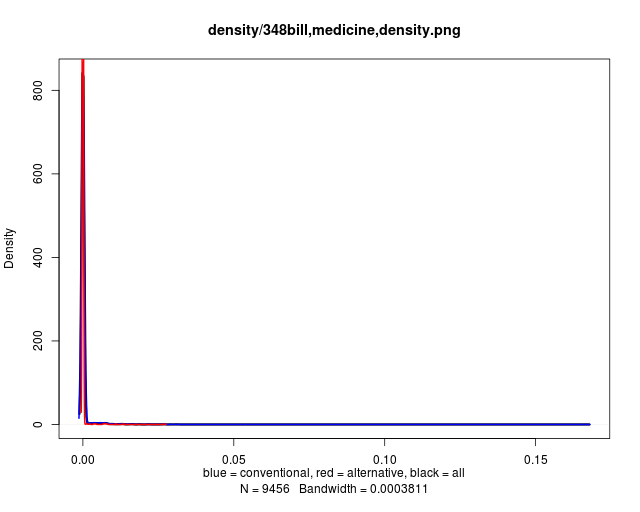 density/348bill,medicine,density.png
Density
800
600
400
200
0
0.00 0.05 0.10 0.15
blue = conventional, red = alternative, black = all
N = 9456 Bandwidth = 0.0003811